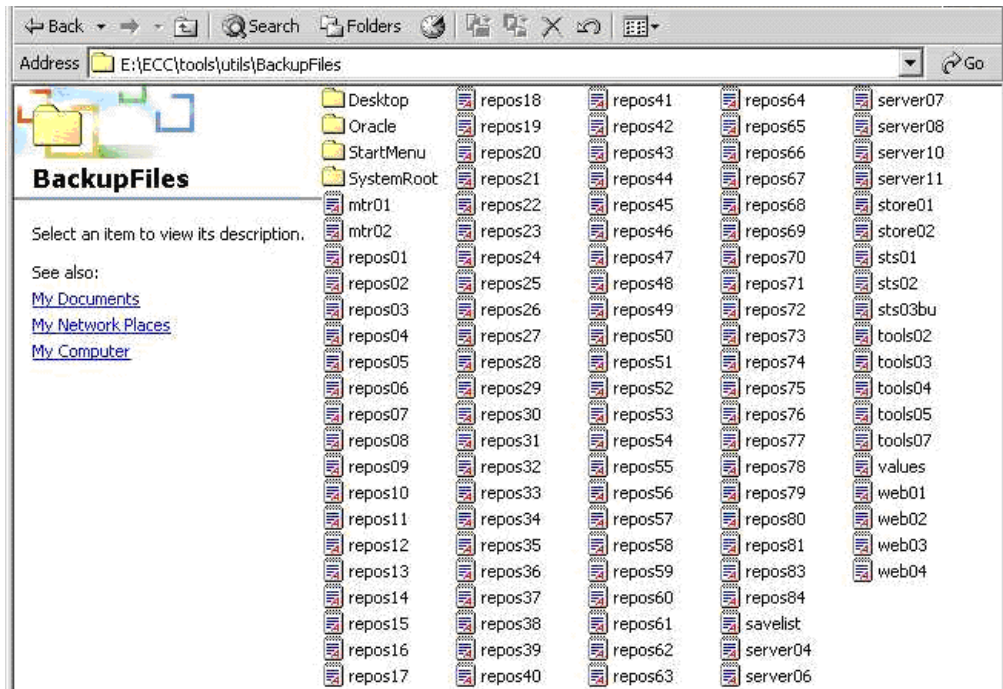 Back Search Folders
Address E:\ECC\tools\utils\BackupFiles Go
BackupFiles
Select an item to view its description.
See also:
My Documents
My Network Places
My Computer
Desktop
Oracle
StartMenu
SystemRoot
mtr01
mtr02
repos01
repos02
repos03
repos04
repos05
repos06
repos07
repos08
repos09
repos10
repos11
repos12
repos13
repos14
repos15
repos16
repos17
repos18
repos19
repos20
repos21
repos22
repos23
repos24
repos25
repos26
repos27
repos28
repos29
repos30
repos31
repos32
repos33
repos34
repos35
repos36
repos37
repos38
repos39
repos40
repos41
repos42
repos43
repos44
repos45
repos46
repos47
repos48
repos49
repos50
repos51
repos52
repos53
repos54
repos55
repos56
repos57
repos58
repos59
repos60
repos61
repos62
repos63
repos64
repos65
repos66
repos67
repos68
repos69
repos70
repos71
repos72
repos73
repos74
repos75
repos76
repos77
repos78
repos79
repos80
repos81
repos83
repos84
savelist
server04
server06
server07
server08
server10
server11
store01
store02
sts01
sts02
sts03bu
tools02
tools03
tools04
tools05
tools07
values
web01
web02
web03
web04